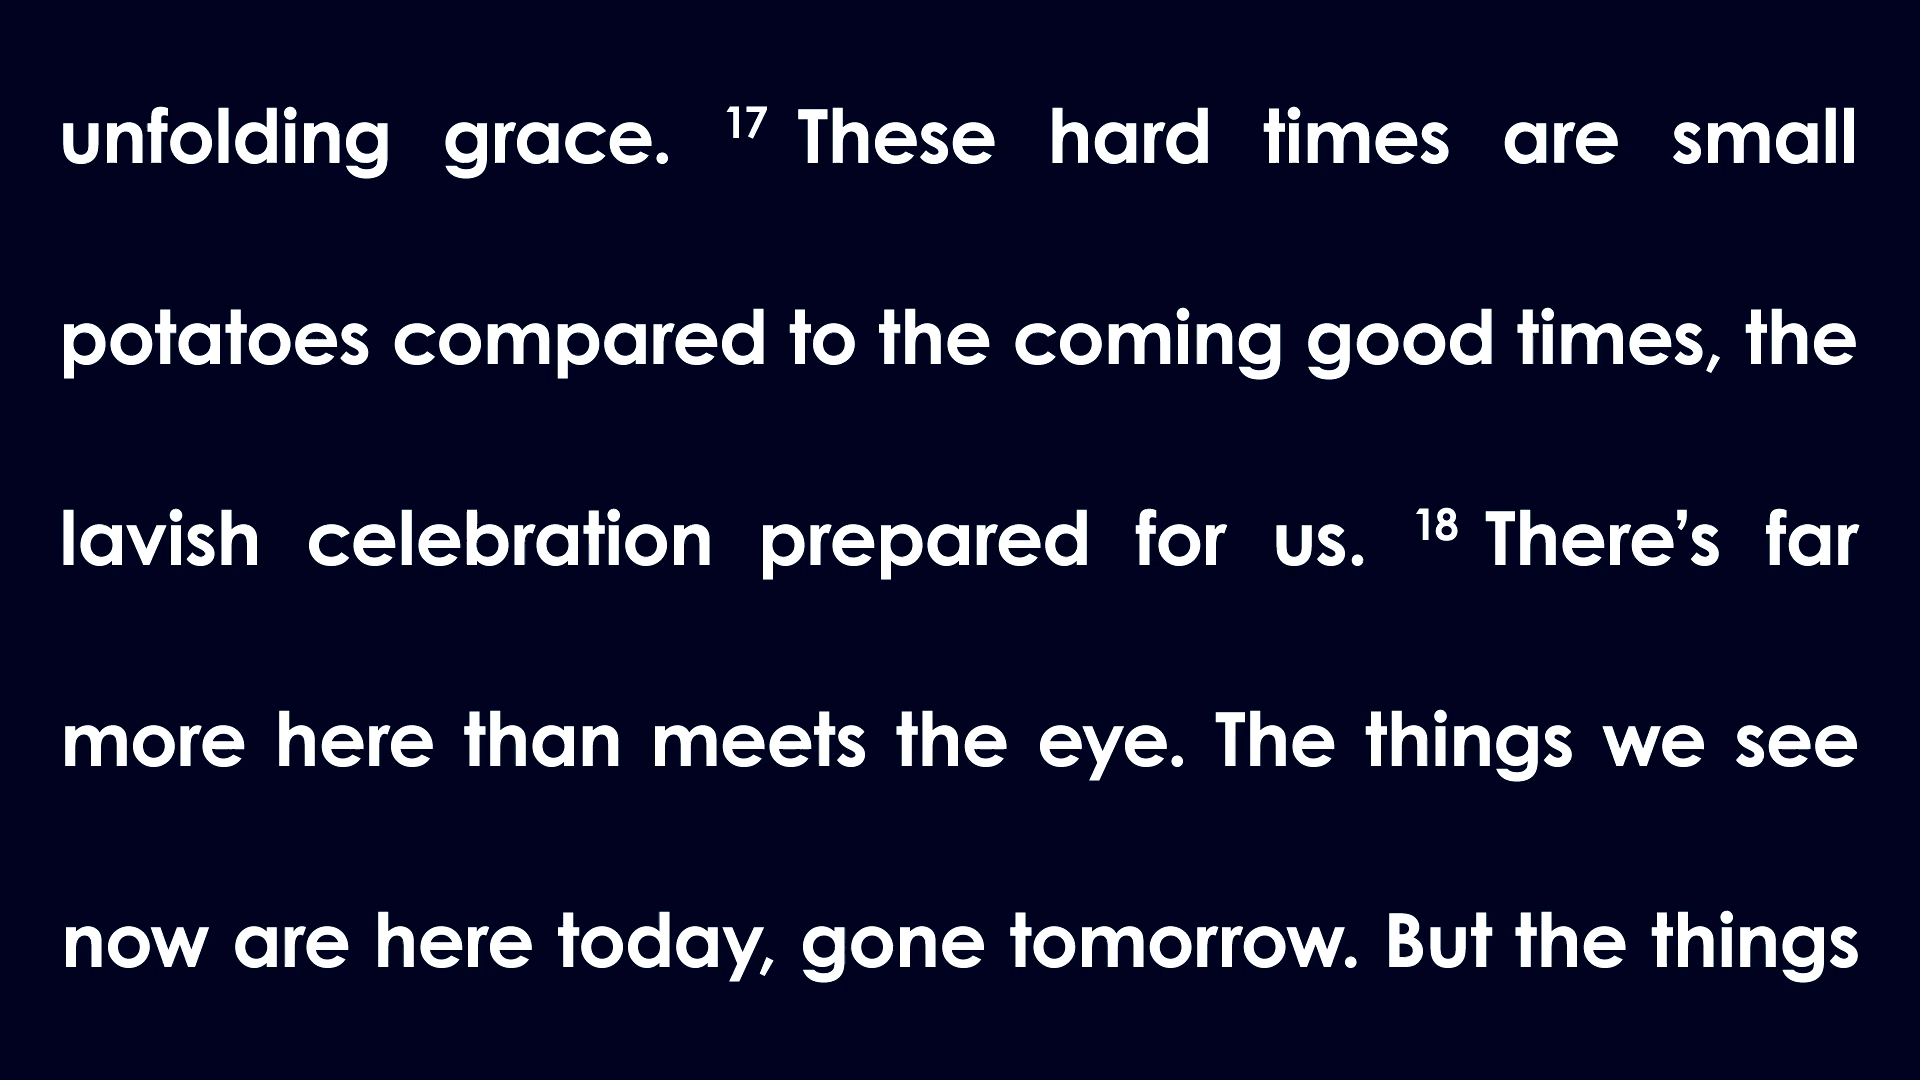 unfolding grace. 17 These hard times are small
potatoes compared to the coming good times, the
lavish celebration prepared for us. 18 There’s far
more here than meets the eye. The things we see
now are here today, gone tomorrow. But the things